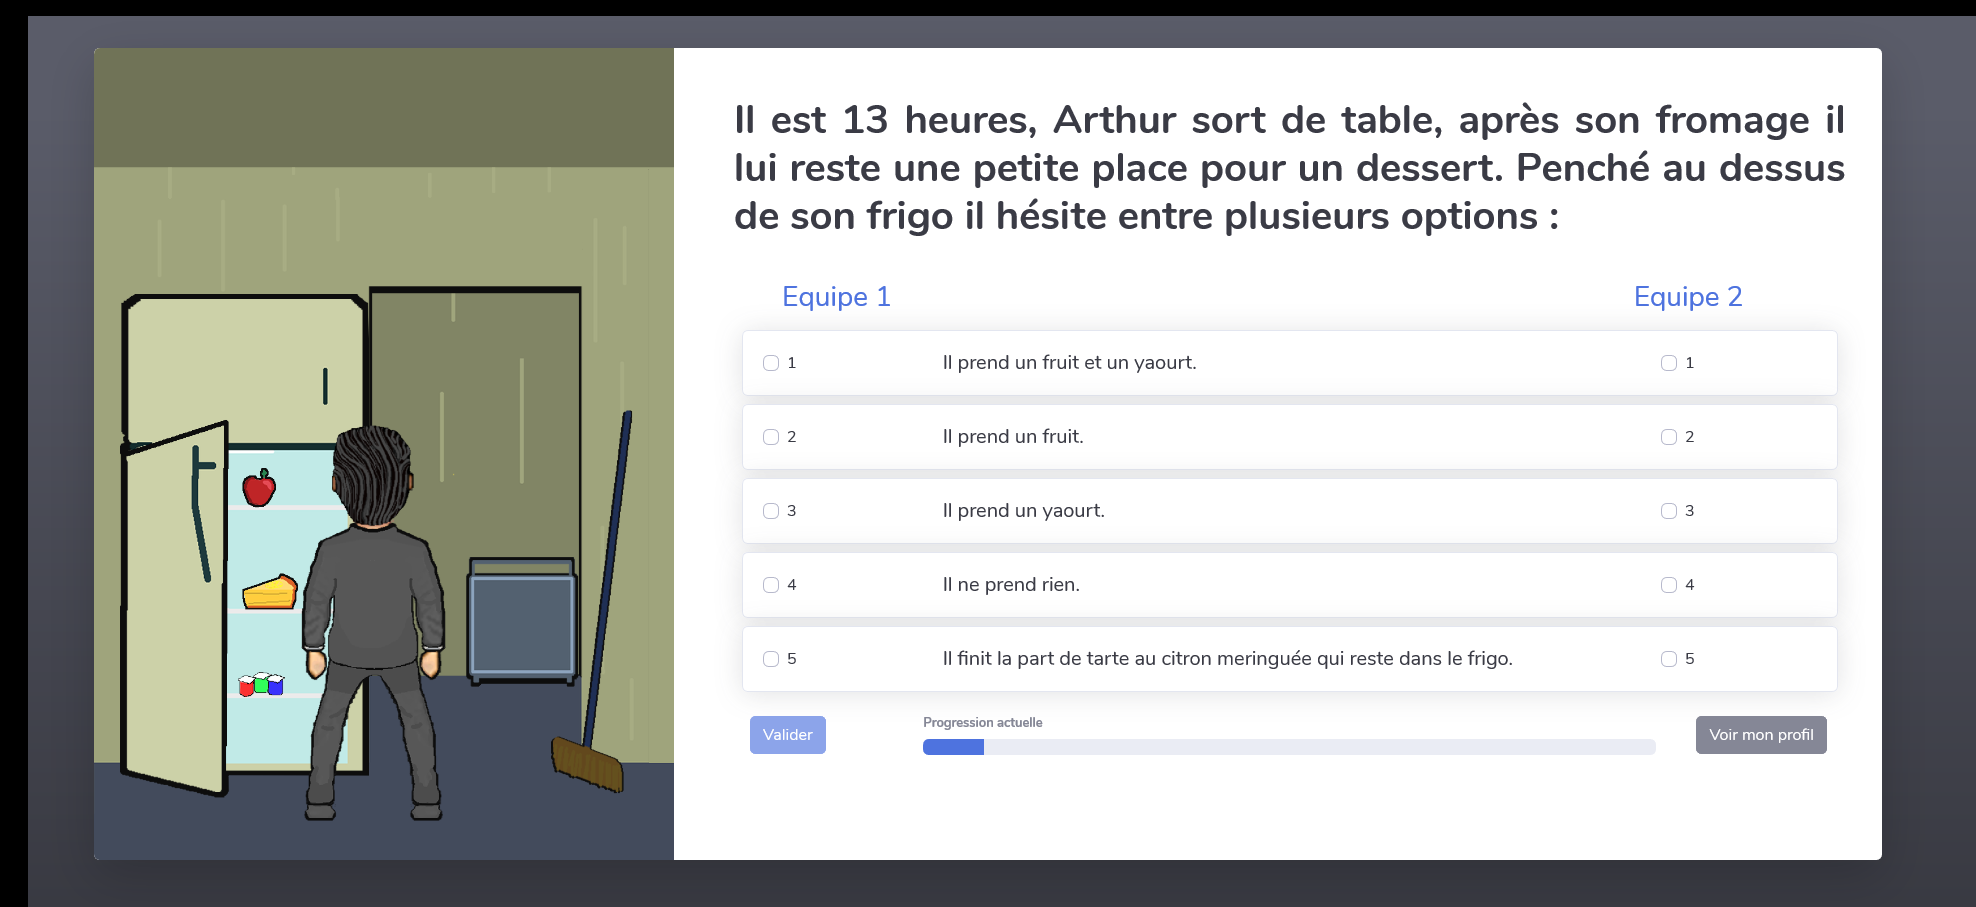 Il est 13 heures, Arthur sort de table, après son fromage il
lui reste une petite place pour un dessert. Penché au dessus
de son frigo il hésite entre plusieurs options :
Equipe 1 Equipe 2
1 Il prend un fruit et un yaourt. 1
2 Il prend un fruit. 2
3 Il prend un yaourt. 3
4 Il ne prend rien. 4
5 Il finit la part de tarte au citron meringuée qui reste dans le frigo. 5
Progression actuelle
Valider Voir mon profil